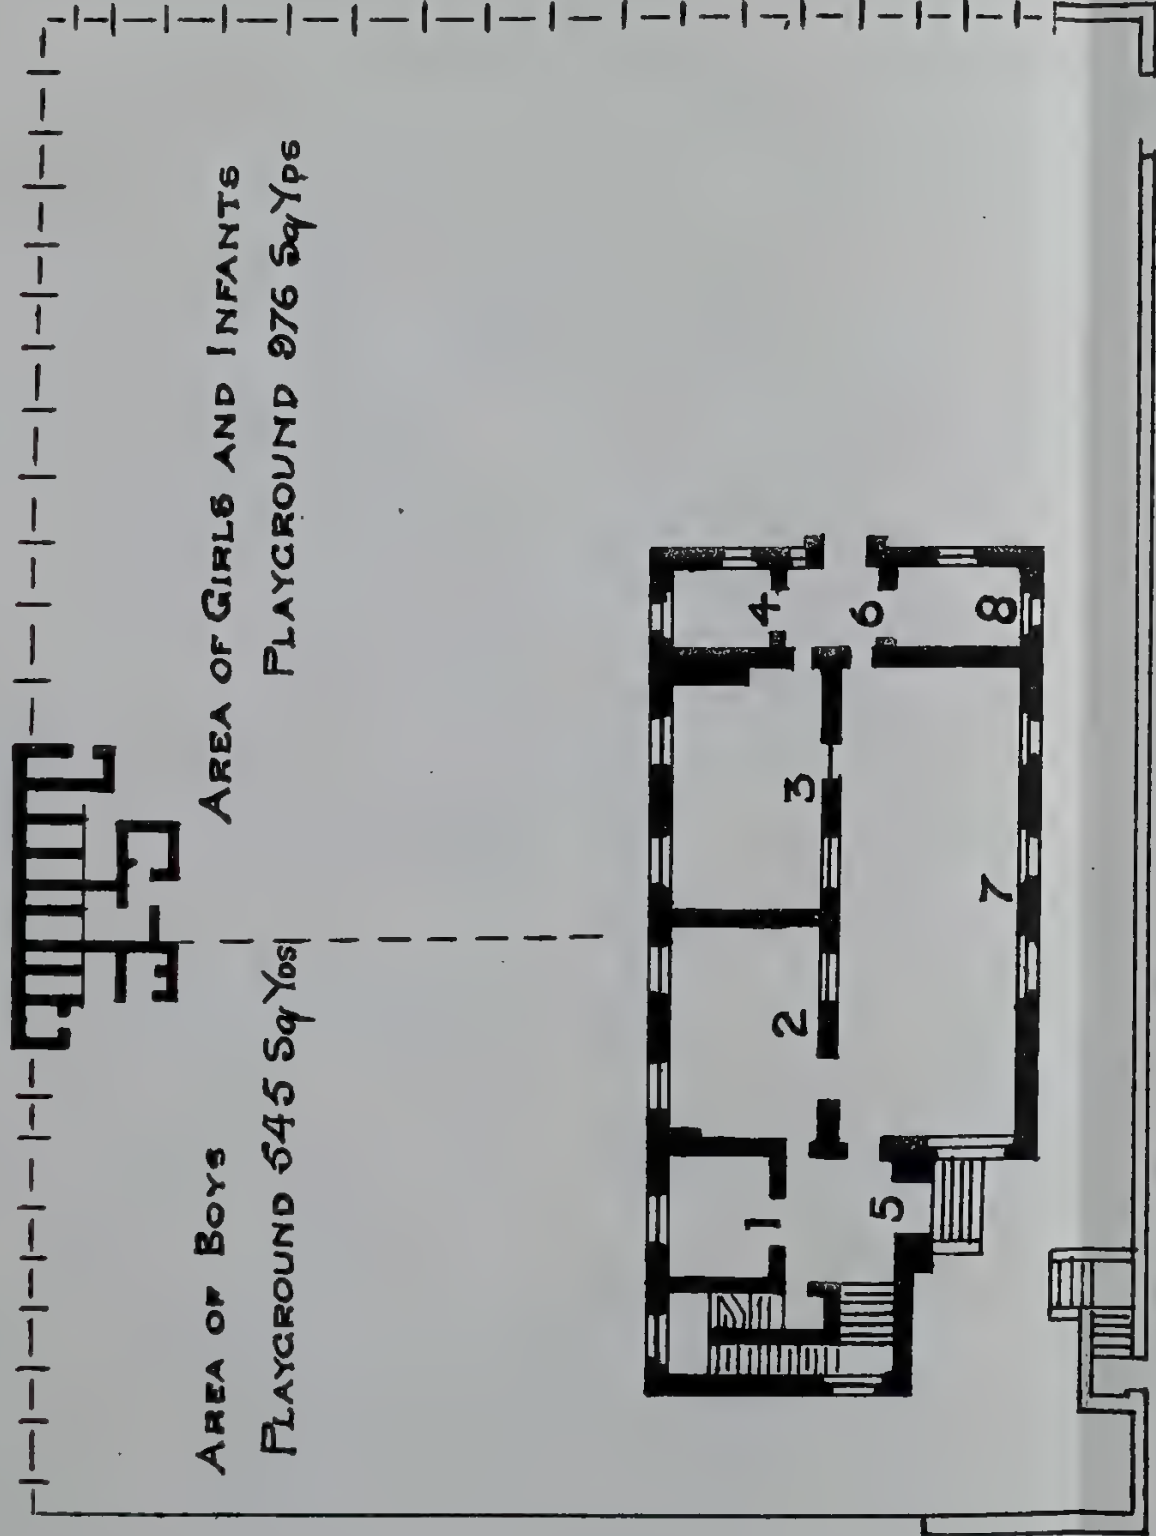 AREA OF BOYS
PLAYGROUND 545 Sq YDS
AREA OF GIRLS AND INFANTS
PLAYGROUND 976 Sq YDS
1
2
3
4
5
6
7
8